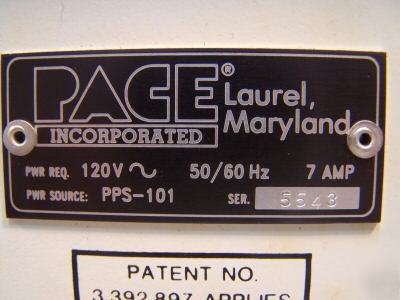 PACE® Laurel,
INCORPORATED Maryland
PWR REQ. 120V ~ 50/60 Hz 7 AMP
PWR SOURCE: PPS-101 SER. 5543
PATENT NO.
3,392,897 APPLIES